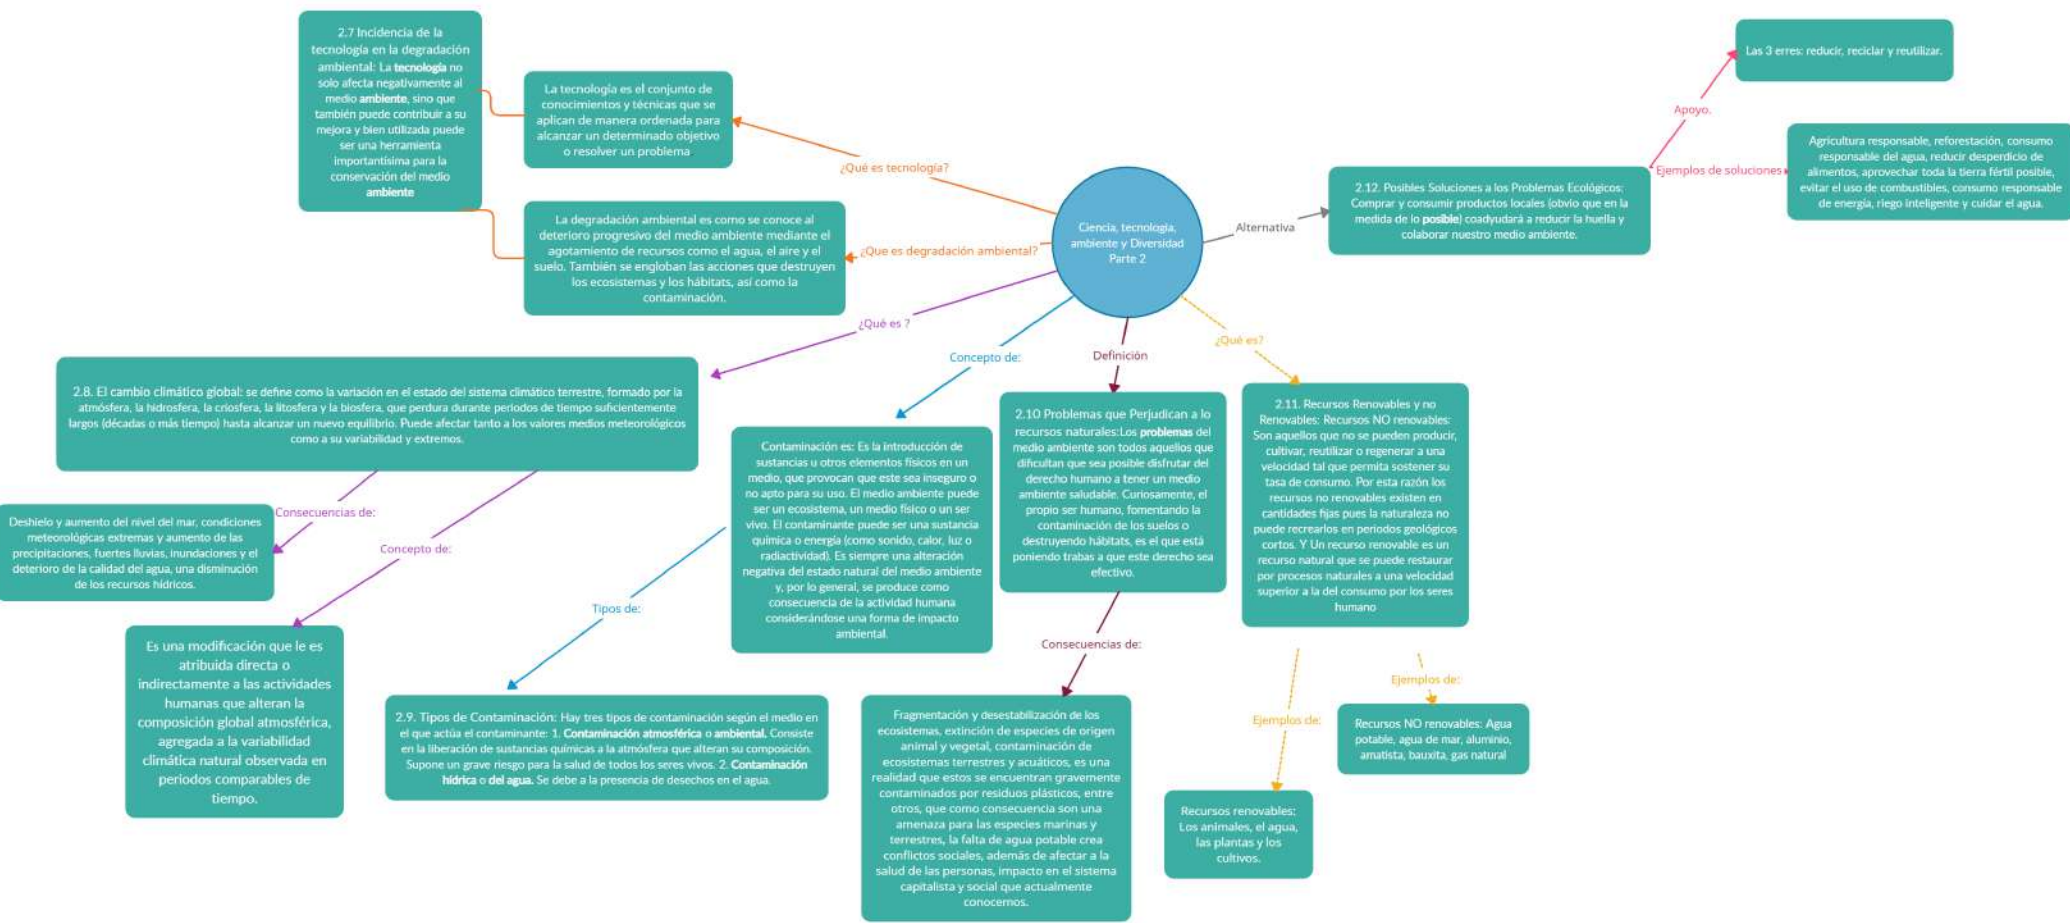 2.7 Incidencia de la
tecnología en la degradación
ambiental: La tecnología no
solo afecta negativamente al
medio ambiente, sino que
también puede contribuir a su
mejora y bien utilizada puede
ser una herramienta
importantísima para la
conservación del medio
ambiente
La tecnología es el conjunto de
conocimientos y técnicas que se
aplican de manera ordenada para
alcanzar un determinado objetivo
o resolver un problema
¿Qué es tecnología?
La degradación ambiental es como se conoce al
deterioro progresivo del medio ambiente mediante el
agotamiento de recursos como el agua, el aire y el
suelo. También se engloban las acciones que destruyen
los ecosistemas y los hábitats, así como la
contaminación.
¿Que es degradación ambiental?
Ciencia, tecnologia,
ambiente y Diversidad
Parte 2
Alternativa
2.12. Posibles Soluciones a los Problemas Ecológicos:
Comprar y consumir productos locales (obvio que en la
medida de lo posible) coadyudará a reducir la huella y
colaborar nuestro medio ambiente.
Apoyo.
Las 3 erres: reducir, reciclar y reutilizar.
Ejemplos de soluciones
Agricultura responsable, reforestación, consumo
responsable del agua, reducir desperdicio de
alimentos, aprovechar toda la tierra fértil posible,
evitar el uso de combustibles, consumo responsable
de energía, riego inteligente y cuidar el agua.
¿Qué es ?
2.8. El cambio climático global: se define como la variación en el estado del sistema climático terrestre, formado por la
atmósfera, la hidrosfera, la criosfera, la litosfera y la biosfera, que perdura durante periodos de tiempo suficientemente
largos (décadas o más tiempo) hasta alcanzar un nuevo equilibrio. Puede afectar tanto a los valores medios meteorológicos
como a su variabilidad y extremos.
Consecuencias de:
Deshielo y aumento del nivel del mar, condiciones
meteorológicas extremas y aumento de las
precipitaciones, fuertes lluvias, inundaciones y el
deterioro de la calidad del agua, una disminución
de los recursos hídricos.
Concepto de:
Es una modificación que le es
atribuida directa o
indirectamente a las actividades
humanas que alteran la
composición global atmosférica,
agregada a la variabilidad
climática natural observada en
periodos comparables de
tiempo.
Concepto de:
Contaminación es: Es la introducción de
sustancias u otros elementos físicos en un
medio, que provocan que este sea inseguro o
no apto para su uso. El medio ambiente puede
ser un ecosistema, un medio físico o un ser
vivo. El contaminante puede ser una sustancia
química o energía (como sonido, calor, luz o
radiactividad). Es siempre una alteración
negativa del estado natural del medio ambiente
y, por lo general, se produce como
consecuencia de la actividad humana
considerándose una forma de impacto
ambiental.
Tipos de:
2.9. Tipos de Contaminación: Hay tres tipos de contaminación según el medio en
el que actúa el contaminante: 1. Contaminación atmosférica o ambiental. Consiste
en la liberación de sustancias químicas a la atmósfera que alteran su composición.
Supone un grave riesgo para la salud de todos los seres vivos. 2. Contaminación
hídrica o del agua. Se debe a la presencia de desechos en el agua.
Definición
2.10 Problemas que Perjudican a lo
recursos naturales:Los problemas del
medio ambiente son todos aquellos que
dificultan que sea posible disfrutar del
derecho humano a tener un medio
ambiente saludable. Curiosamente, el
propio ser humano, fomentando la
contaminación de los suelos o
destruyendo hábitats, es el que está
poniendo trabas a que este derecho sea
efectivo.
Consecuencias de:
Fragmentación y desestabilización de los
ecosistemas, extinción de especies de origen
animal y vegetal, contaminación de
ecosistemas terrestres y acuáticos, es una
realidad que estos se encuentran gravemente
contaminados por residuos plásticos, entre
otros, que como consecuencia son una
amenaza para las especies marinas y
terrestres, la falta de agua potable crea
conflictos sociales, además de afectar a la
salud de las personas, impacto en el sistema
capitalista y social que actualmente
conocemos.
¿Qué es?
2.11. Recursos Renovables y no
Renovables: Recursos NO renovables:
Son aquellos que no se pueden producir,
cultivar, reutilizar o regenerar a una
velocidad tal que permita sostener su
tasa de consumo. Por esta razón los
recursos no renovables existen en
cantidades fijas pues la naturaleza no
puede recrearlos en periodos geológicos
cortos. Y Un recurso renovable es un
recurso natural que se puede restaurar
por procesos naturales a una velocidad
superior a la del consumo por los seres
humano
Ejemplos de:
Recursos renovables:
Los animales, el agua,
las plantas y los
cultivos.
Ejemplos de:
Recursos NO renovables: Agua
potable, agua de mar, aluminio,
amatista, bauxita, gas natural